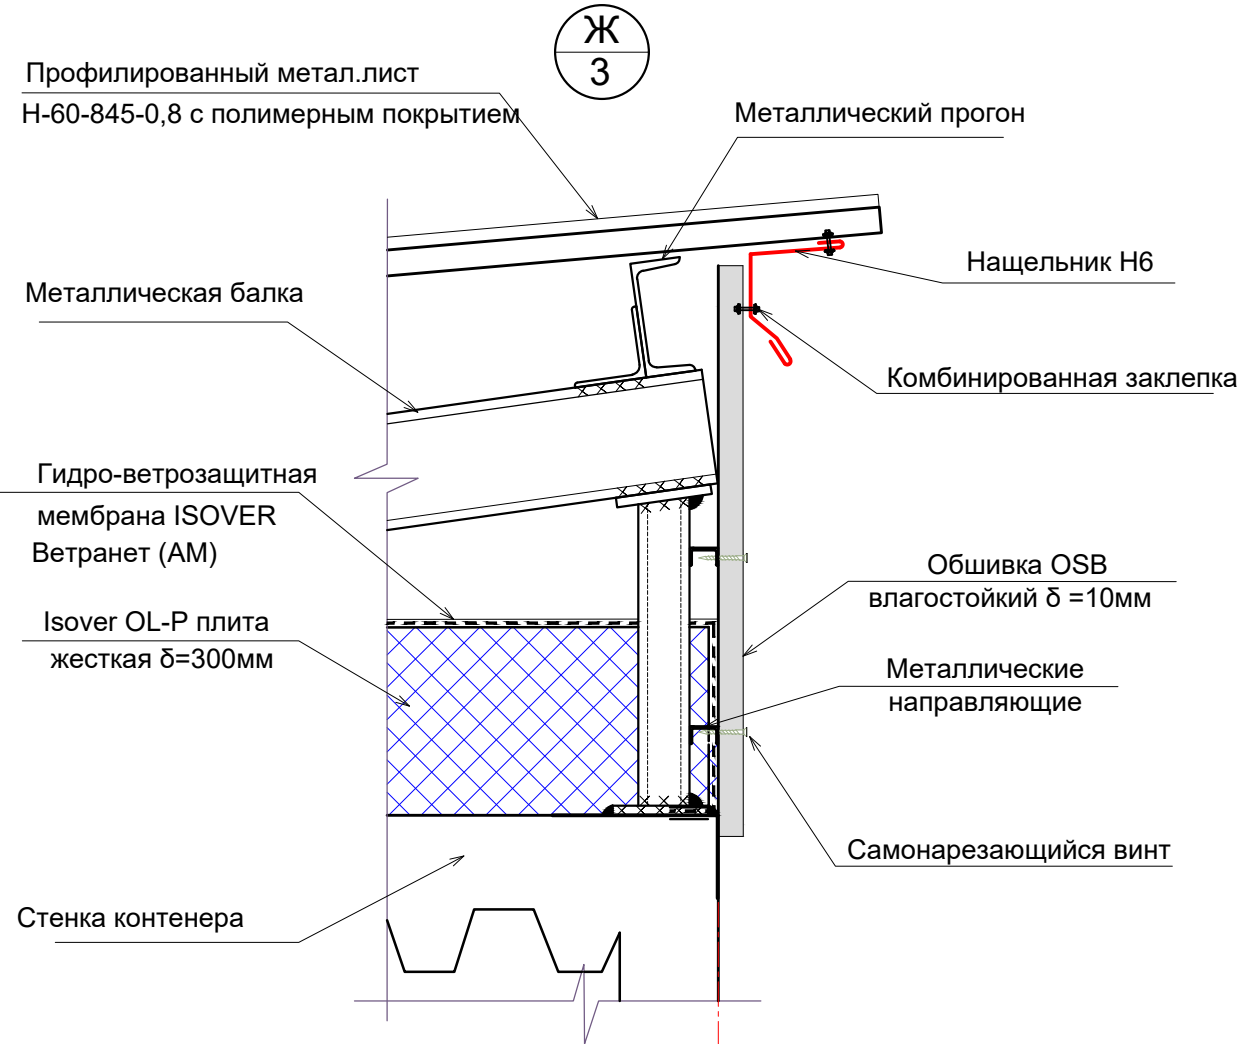 Ж
3
Профилированный метал.лист
Н-60-845-0,8 с полимерным покрытием
Металлический прогон
Нащельник Н6
Металлическая балка
Комбинированная заклепка
Гидро-ветрозащитная
мембрана ISOVER
Ветранет (АМ)
Обшивка OSB
влагостойкий δ =10мм
Isover OL-P плита
жесткая δ=300мм
Металлические
направляющие
Самонарезающийся винт
Стенка контенера